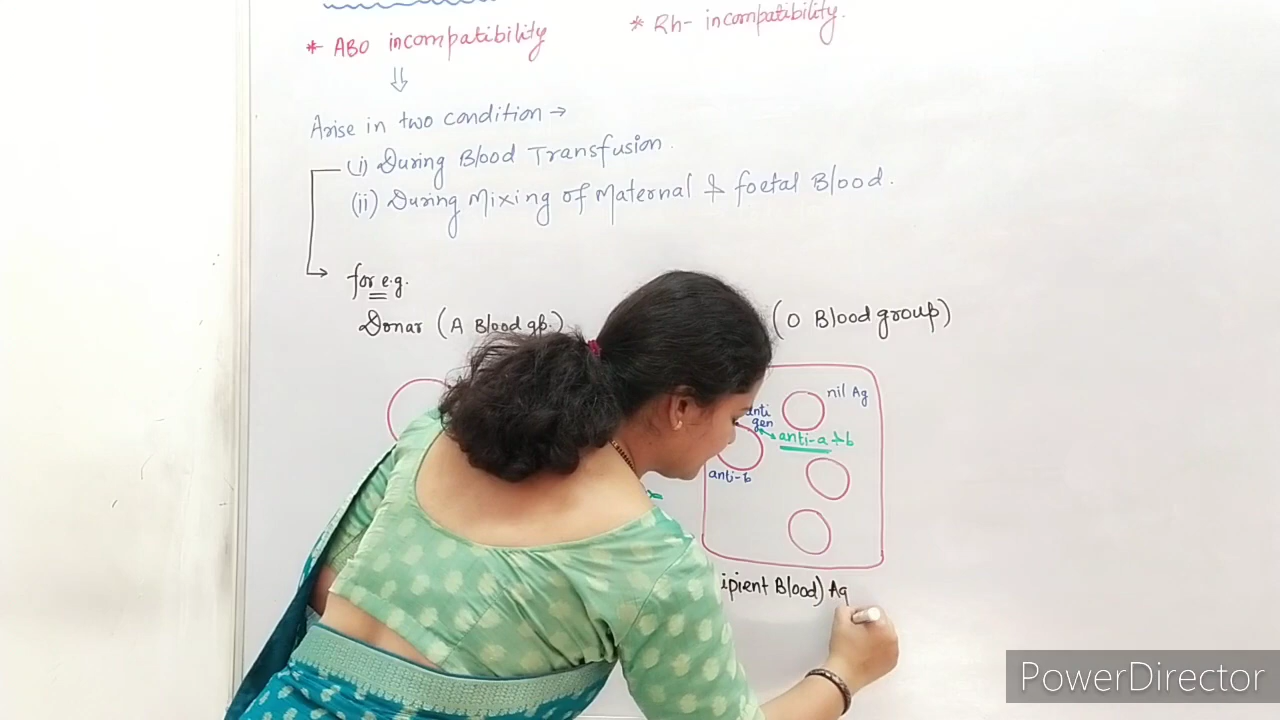 * ABO incompatibility
* Rh- incompatibility.
Arise in two condition →
(i) During Blood Transfusion.
(ii) During Mixing of Maternal & foetal Blood.
for e.g.
Donar (A Blood gp.)
(O Blood group)
nil Ag
anti
gen
anti-a + b
anti-b
ipient Blood) Ag
PowerDirector